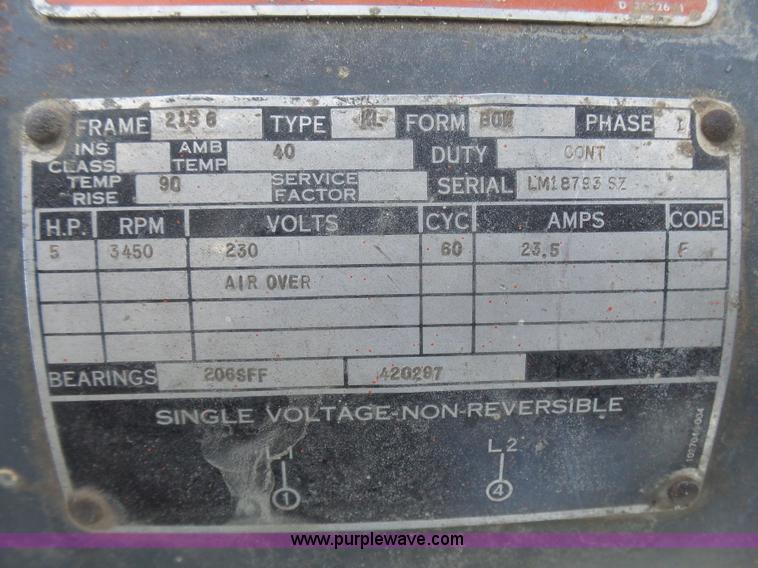 FRAME 215 6 TYPE FORM BOM PHASE 1
INS CLASS AMB TEMP 40 DUTY CONT
TEMP RISE 90 SERVICE FACTOR SERIAL LM18793 SZ
H.P. RPM VOLTS CYC AMPS CODE
5 3450 230 60 23.5 F
AIR OVER
BEARINGS 206SFF 420297
SINGLE VOLTAGE-NON-REVERSIBLE
L1 L2
1 4
www.purplewave.com